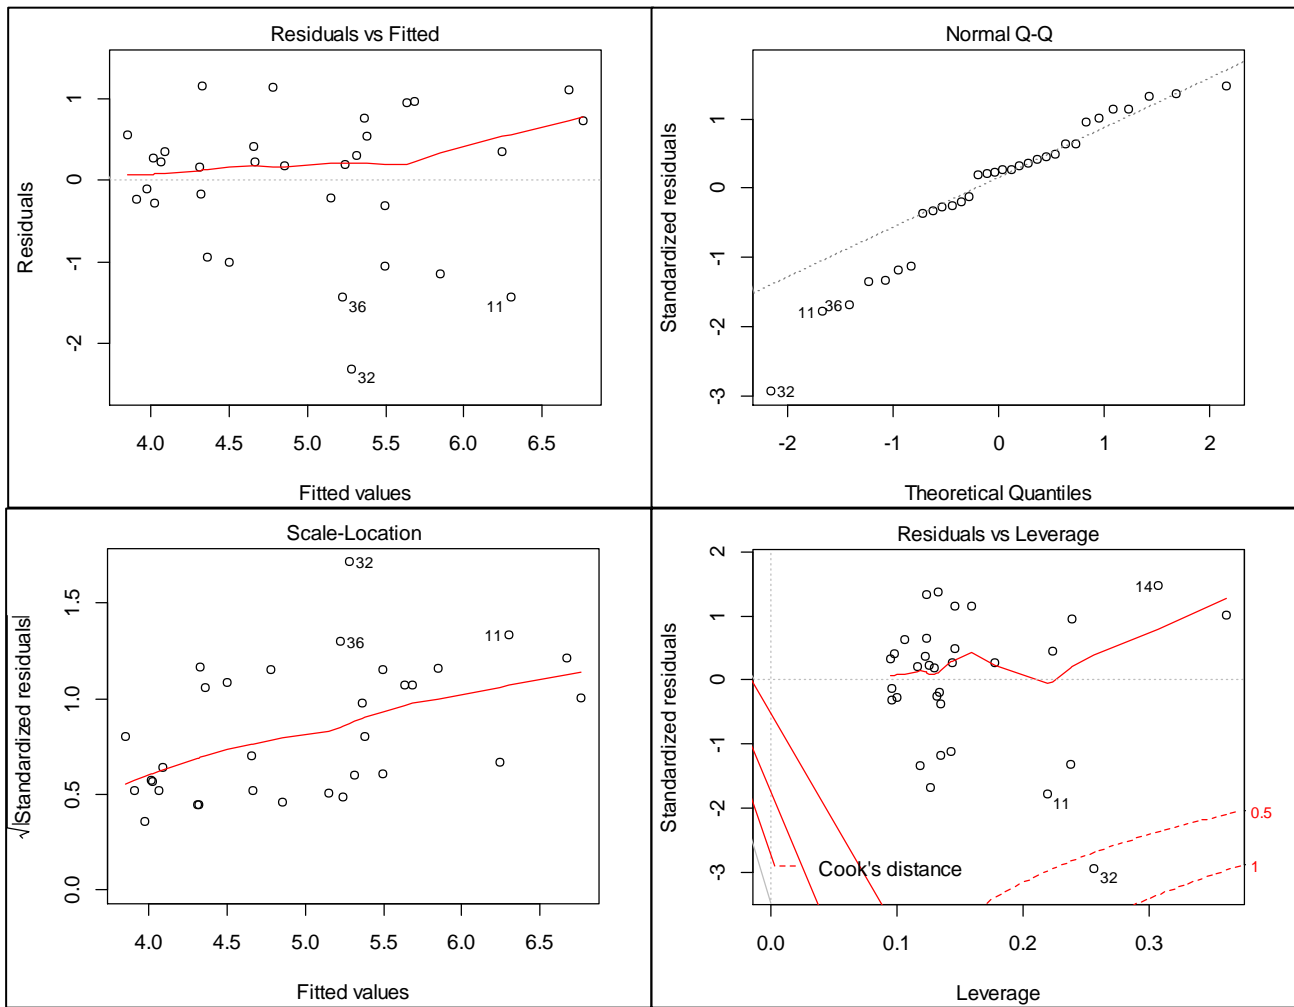 Residuals vs Fitted
Residuals
1
0
-1
-2
36
11
32
4.0 4.5 5.0 5.5 6.0 6.5
Fitted values
Normal Q-Q
Standardized residuals
1
0
-1
-2
-3
11
36
32
-2 -1 0 1 2
Theoretical Quantiles
Scale-Location
√|Standardized residuals|
1.5
1.0
0.5
0.0
32
36
11
4.0 4.5 5.0 5.5 6.0 6.5
Fitted values
Residuals vs Leverage
Standardized residuals
2
1
0
-1
-2
-3
14
11
0.5
1
32
Cook's distance
0.0 0.1 0.2 0.3
Leverage